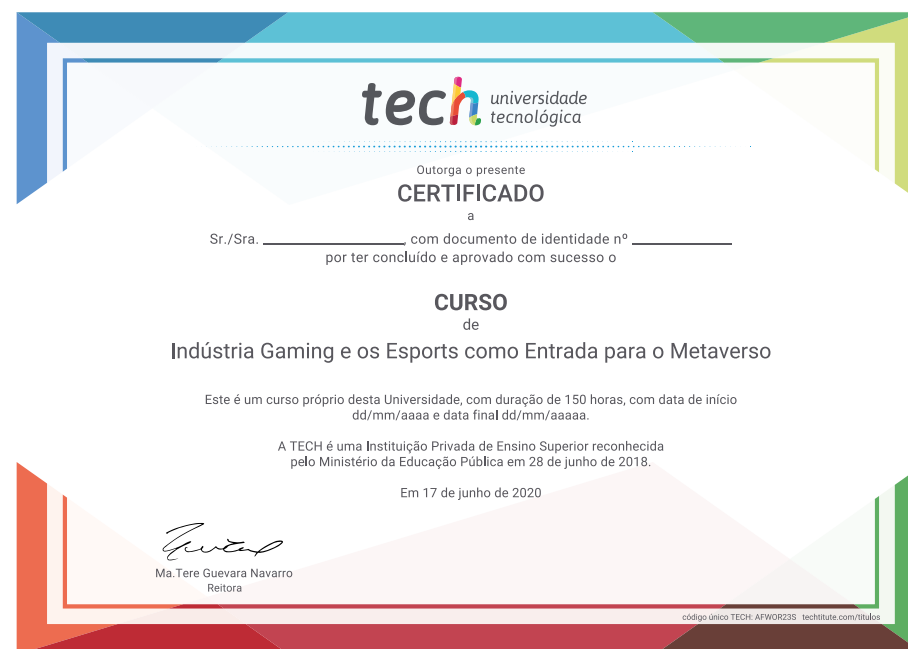 tech universidade
tecnológica
Outorga o presente
CERTIFICADO
a
Sr./Sra. ________________, com documento de identidade nº ___________
por ter concluído e aprovado com sucesso o
CURSO
de
Indústria Gaming e os Esports como Entrada para o Metaverso
Este é um curso próprio desta Universidade, com duração de 150 horas, com data de início
dd/mm/aaaa e data final dd/mm/aaaaa.
A TECH é uma Instituição Privada de Ensino Superior reconhecida
pelo Ministério da Educação Pública em 28 de junho de 2018.
Em 17 de junho de 2020
Ma.Tere Guevara Navarro
Reitora
código único TECH: AFWOR23S techtitute.com/titulos